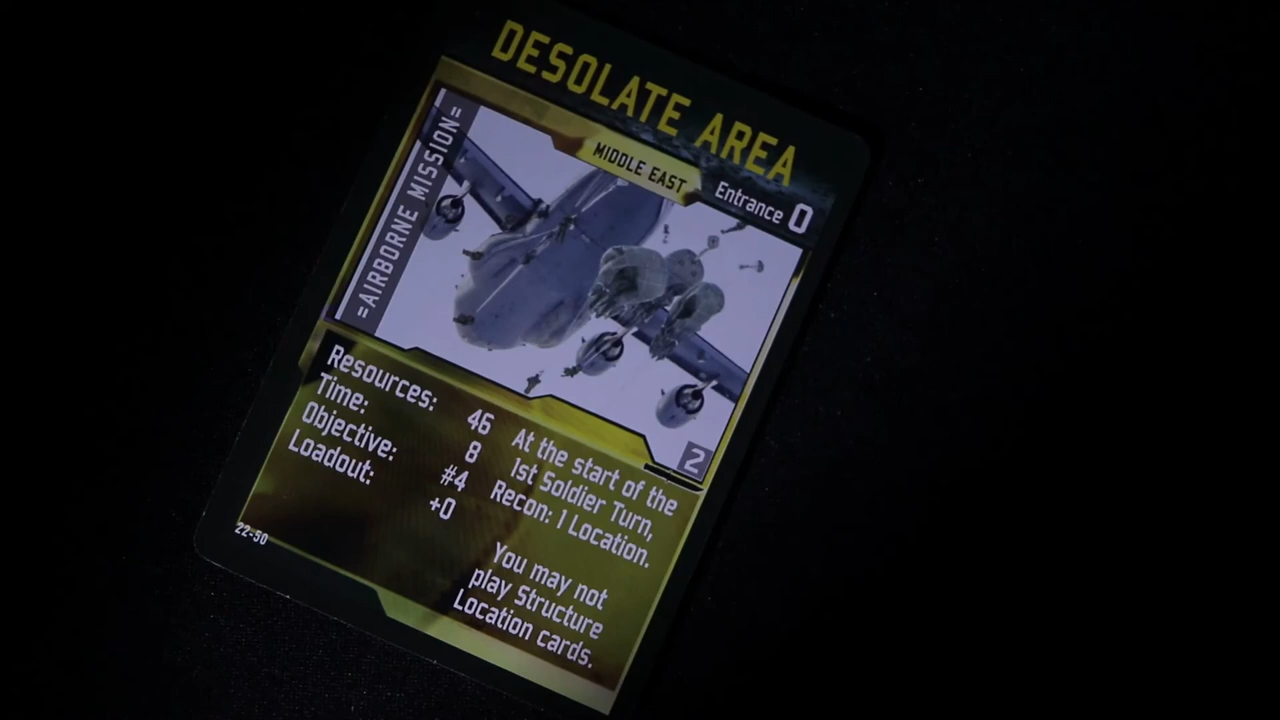 DESOLATE AREA
MIDDLE EAST
Entrance 0
=AIRBORNE MISSION=
2
Resources: 46
Time: 8
Objective: #4
Loadout: +0
At the start of the
1st Soldier Turn,
Recon: 1 Location.
You may not
play Structure
Location cards.
22-50